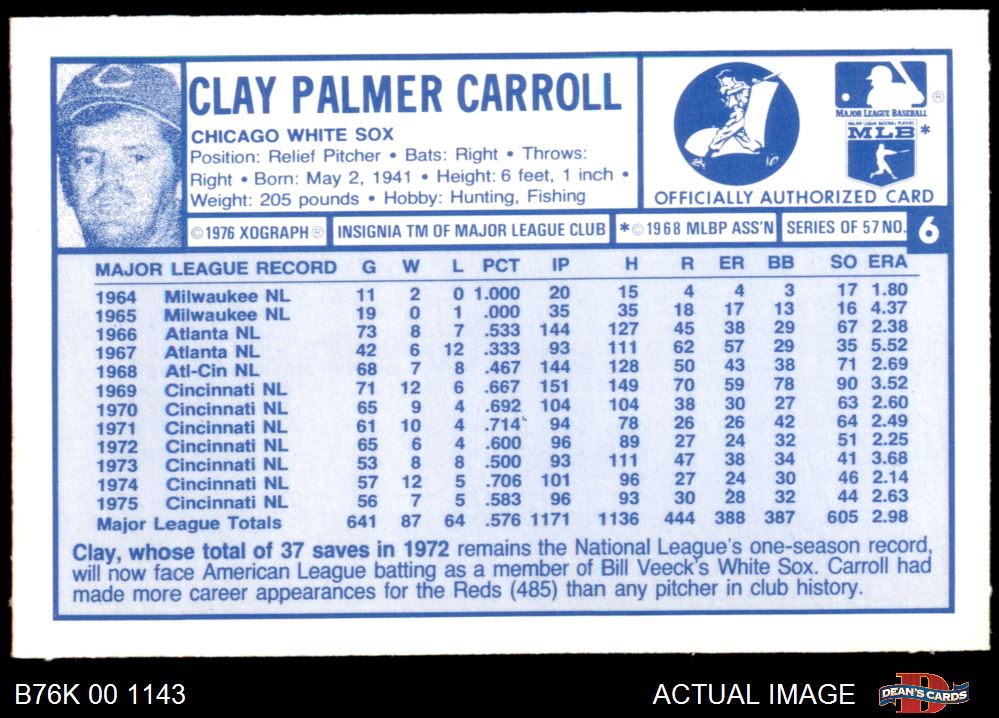 CLAY PALMER CARROLL
CHICAGO WHITE SOX
Position: Relief Pitcher • Bats: Right • Throws:
Right • Born: May 2, 1941 • Height: 6 feet, 1 inch •
Weight: 205 pounds • Hobby: Hunting, Fishing
® MAJOR LEAGUE BASEBALL
MAJOR LEAGUE BASEBALL PLAYERS
MLB *
OFFICIALLY AUTHORIZED CARD
© 1976 XOGRAPH ® INSIGNIA TM OF MAJOR LEAGUE CLUB *© 1968 MLBP ASS'N SERIES OF 57 NO. 6
MAJOR LEAGUE RECORD G W L PCT IP H R ER BB SO ERA
1964 Milwaukee NL 11 2 0 1.000 20 15 4 4 3 17 1.80
1965 Milwaukee NL 19 0 1 .000 35 35 18 17 13 16 4.37
1966 Atlanta NL 73 8 7 .533 144 127 45 38 29 67 2.38
1967 Atlanta NL 42 6 12 .333 93 111 62 57 29 35 5.52
1968 Atl-Cin NL 68 7 8 .467 144 128 50 43 38 71 2.69
1969 Cincinnati NL 71 12 6 .667 151 149 70 59 78 90 3.52
1970 Cincinnati NL 65 9 4 .692 104 104 38 30 27 63 2.60
1971 Cincinnati NL 61 10 4 .714 94 78 26 26 42 64 2.49
1972 Cincinnati NL 65 6 4 .600 96 89 27 24 32 51 2.25
1973 Cincinnati NL 53 8 8 .500 93 111 47 38 34 41 3.68
1974 Cincinnati NL 57 12 5 .706 101 96 27 24 30 46 2.14
1975 Cincinnati NL 56 7 5 .583 96 93 30 28 32 44 2.63
Major League Totals 641 87 64 .576 1171 1136 444 388 387 605 2.98
Clay, whose total of 37 saves in 1972 remains the National League's one-season record,
will now face American League batting as a member of Bill Veeck's White Sox. Carroll had
made more career appearances for the Reds (485) than any pitcher in club history.
B76K 00 1143 ACTUAL IMAGE DEAN'S CARDS